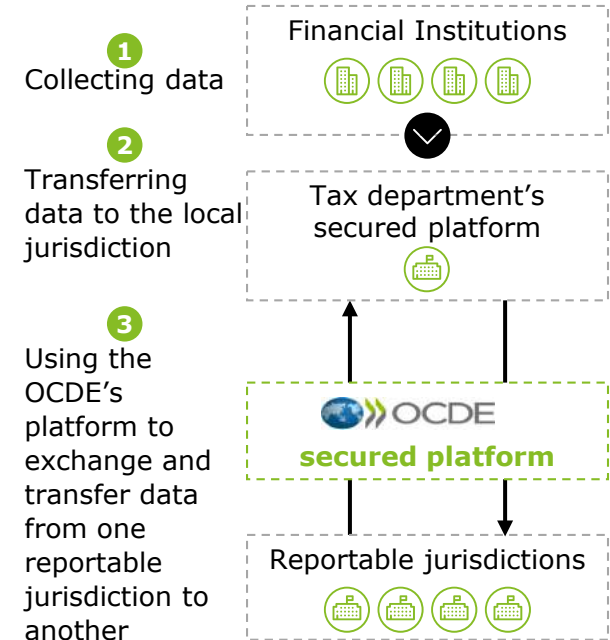 1
Collecting data
Financial Institutions
2
Transferring
data to the local
jurisdiction
Tax department's
secured platform
3
Using the
OCDE's
platform to
exchange and
transfer data
from one
reportable
jurisdiction to
another
OCDE
secured platform
Reportable jurisdictions